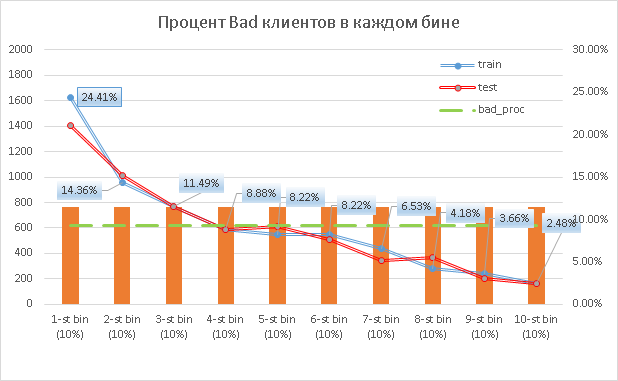 Процент Bad клиентов в каждом бине
2000
1800
1600
1400
1200
1000
800
600
400
200
0
30.00%
25.00%
20.00%
15.00%
10.00%
5.00%
0.00%
train
test
bad_proc
24.41%
14.36%
11.49%
8.88%
8.22%
8.22%
6.53%
4.18%
3.66%
2.48%
1-st bin
(10%)
2-st bin
(10%)
3-st bin
(10%)
4-st bin
(10%)
5-st bin
(10%)
6-st bin
(10%)
7-st bin
(10%)
8-st bin
(10%)
9-st bin
(10%)
10-st bin
(10%)